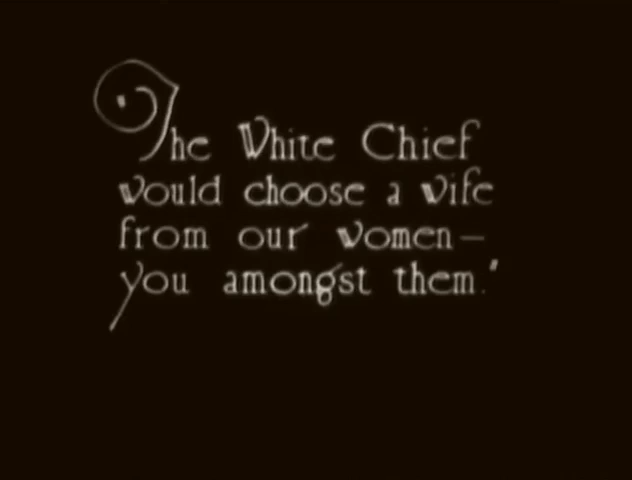 The White Chief
would choose a wife
from our women—
you amongst them."